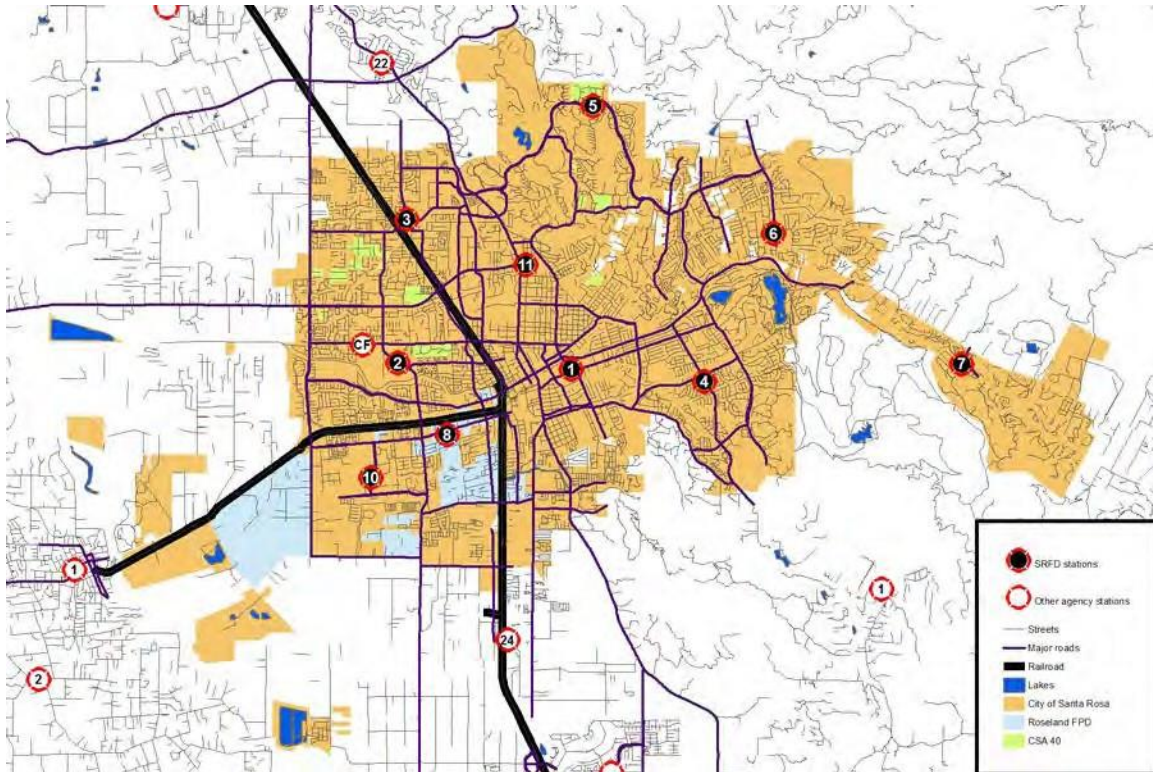 22
5
3
6
11
CF
2
1
7
4
8
10
1
1
24
2
SRFD stations
Other agency stations
Streets
Major roads
Railroad
Lakes
City of Santa Rosa
Roseland FPD
CSA 40